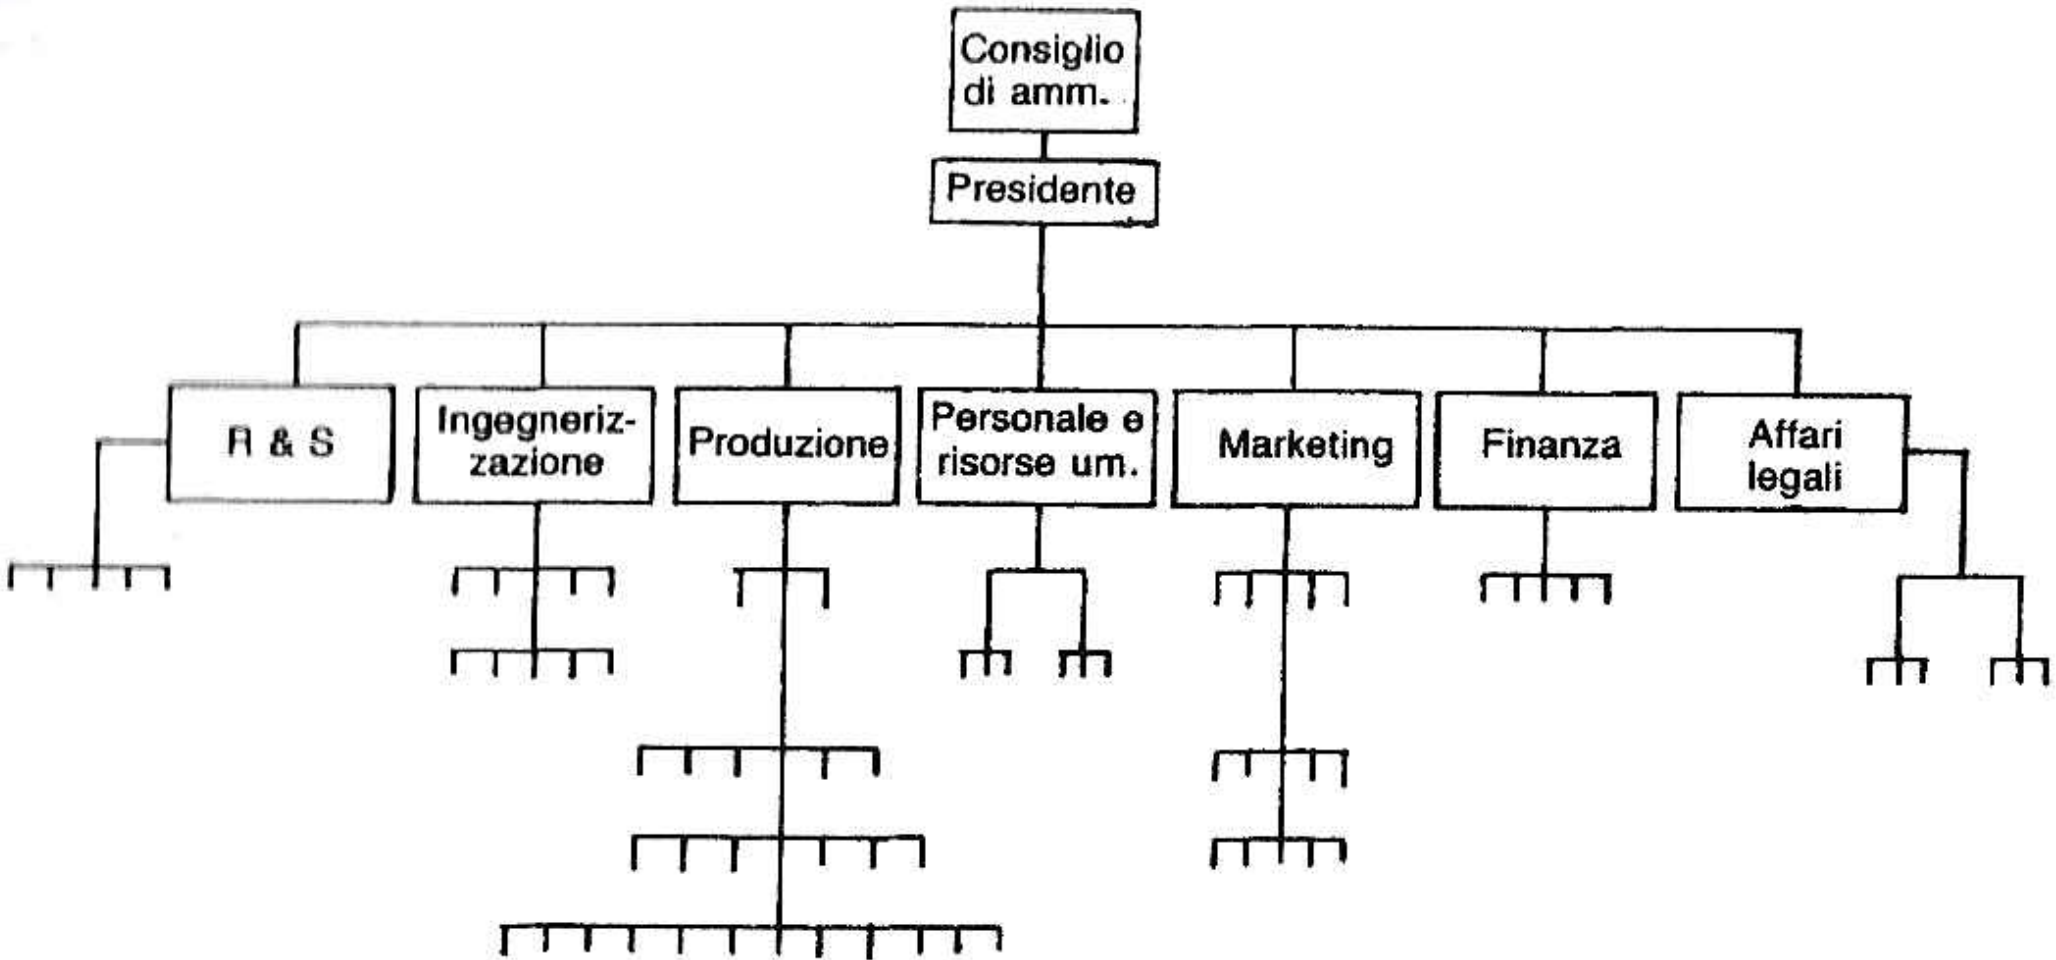 Consiglio
di amm.
Presidente
R & S
Ingegneriz-
zazione
Produzione
Personale e
risorse um.
Marketing
Finanza
Affari
legali